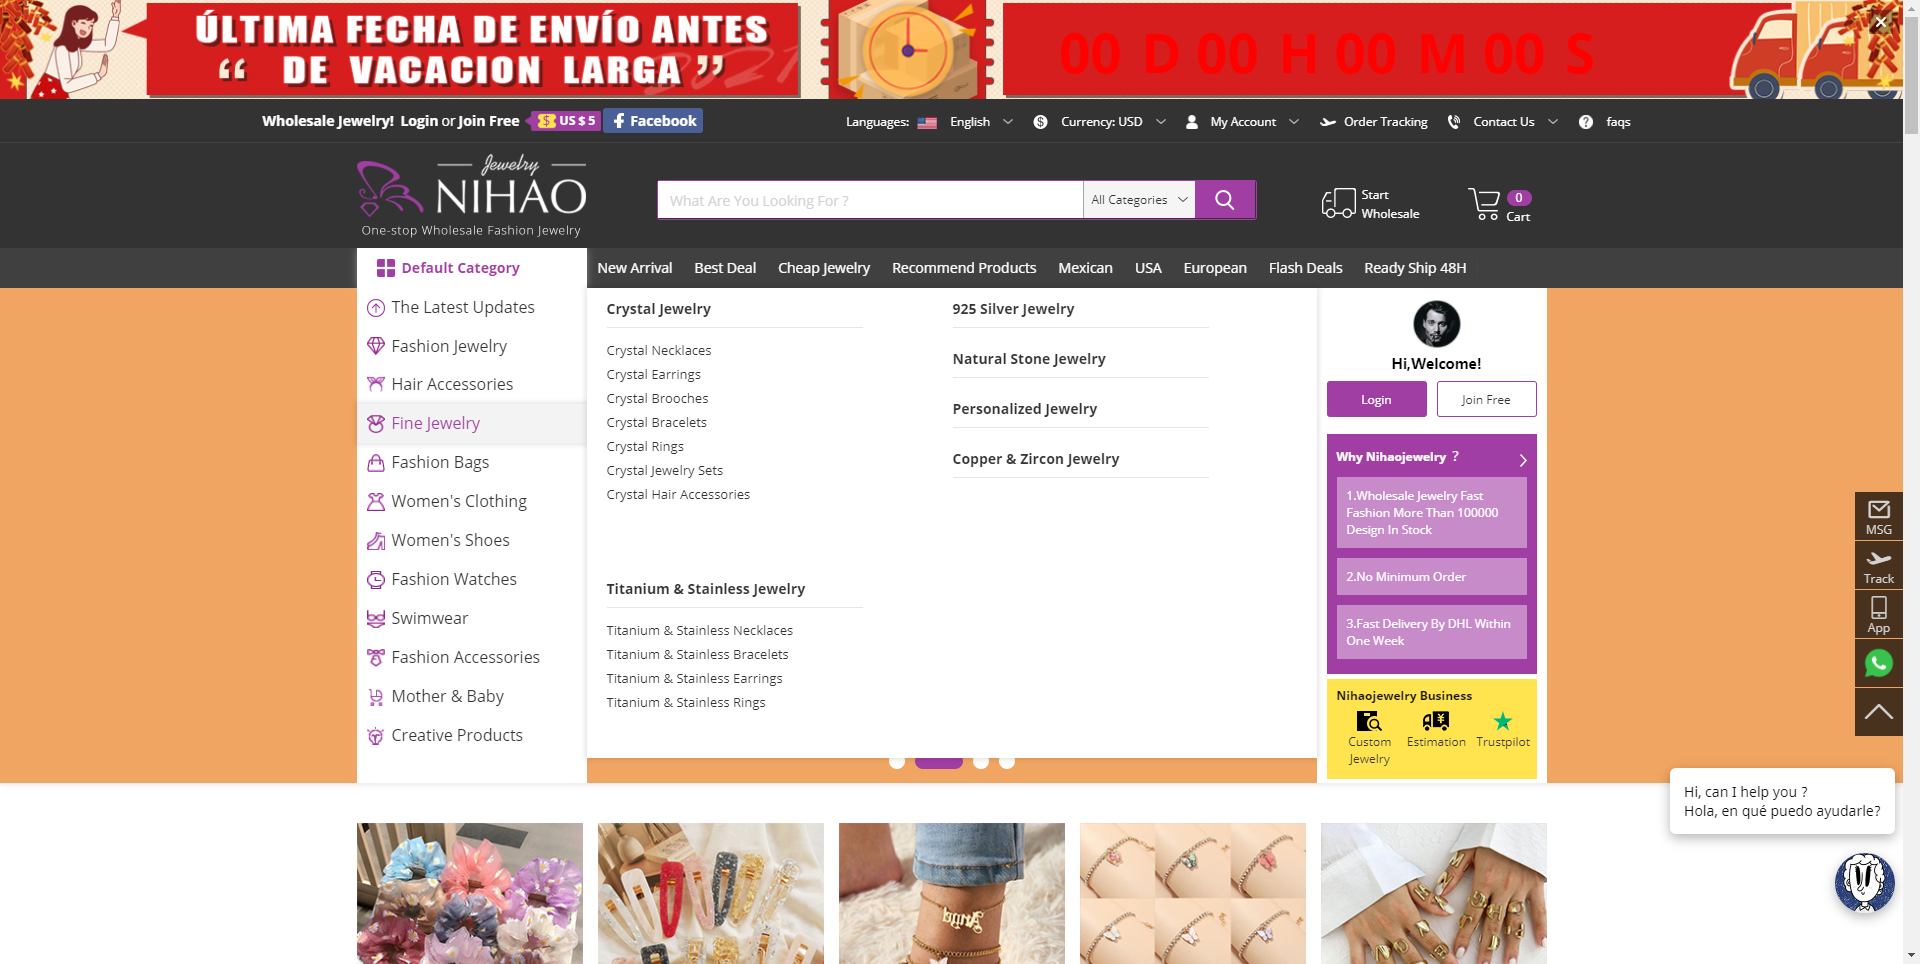 ÚLTIMA FECHA DE ENVÍO ANTES
“ DE VACACION LARGA ”
00 D 00 H 00 M 00 S
Wholesale Jewelry! Login or Join Free US $ 5 Facebook
Languages: English Currency: USD My Account Order Tracking Contact Us faqs
Jewelry
NIHAO
One-stop Wholesale Fashion Jewelry
What Are You Looking For ?
All Categories
Start
Wholesale
0
Cart
Default Category
New Arrival Best Deal Cheap Jewelry Recommend Products Mexican USA European Flash Deals Ready Ship 48H
The Latest Updates
Fashion Jewelry
Hair Accessories
Fine Jewelry
Fashion Bags
Women's Clothing
Women's Shoes
Fashion Watches
Swimwear
Fashion Accessories
Mother & Baby
Creative Products
Crystal Jewelry
Crystal Necklaces
Crystal Earrings
Crystal Brooches
Crystal Bracelets
Crystal Rings
Crystal Jewelry Sets
Crystal Hair Accessories
Titanium & Stainless Jewelry
Titanium & Stainless Necklaces
Titanium & Stainless Bracelets
Titanium & Stainless Earrings
Titanium & Stainless Rings
925 Silver Jewelry
Natural Stone Jewelry
Personalized Jewelry
Copper & Zircon Jewelry
Hi,Welcome!
Login
Join Free
Why Nihaojewelry ?
1.Wholesale Jewelry Fast
Fashion More Than 100000
Design In Stock
2.No Minimum Order
3.Fast Delivery By DHL Within
One Week
Nihaojewelry Business
Custom
Jewelry
Estimation
Trustpilot
MSG
Track
App
Hi, can I help you ?
Hola, en qué puedo ayudarle?